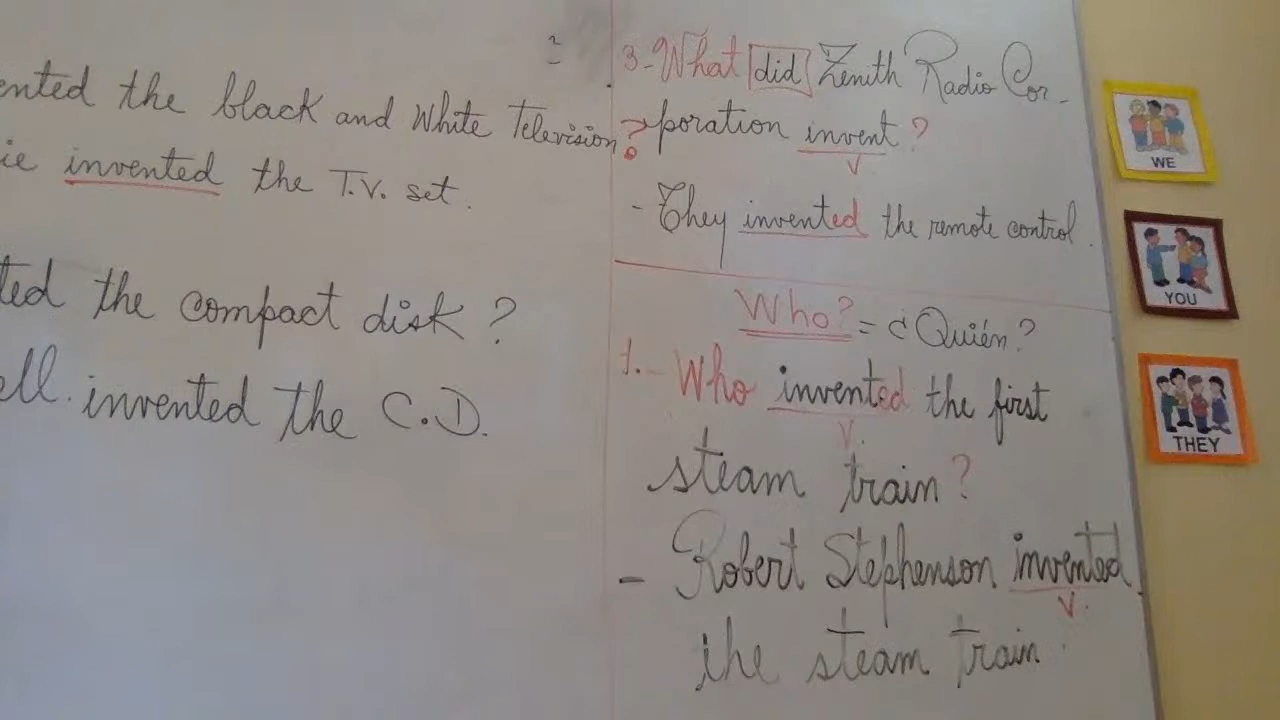 ented the black and White Television?
ie invented the T.V. set.
ted the compact disk?
ell invented the C.D.
3-What did Zenith Radio Cor-
poration invent?
V
- They invented the remote control.
Who? = ¿Quién?
1.- Who invented the first
V.
steam train?
- Robert Stephenson invented
V.
the steam train.
WE
YOU
THEY